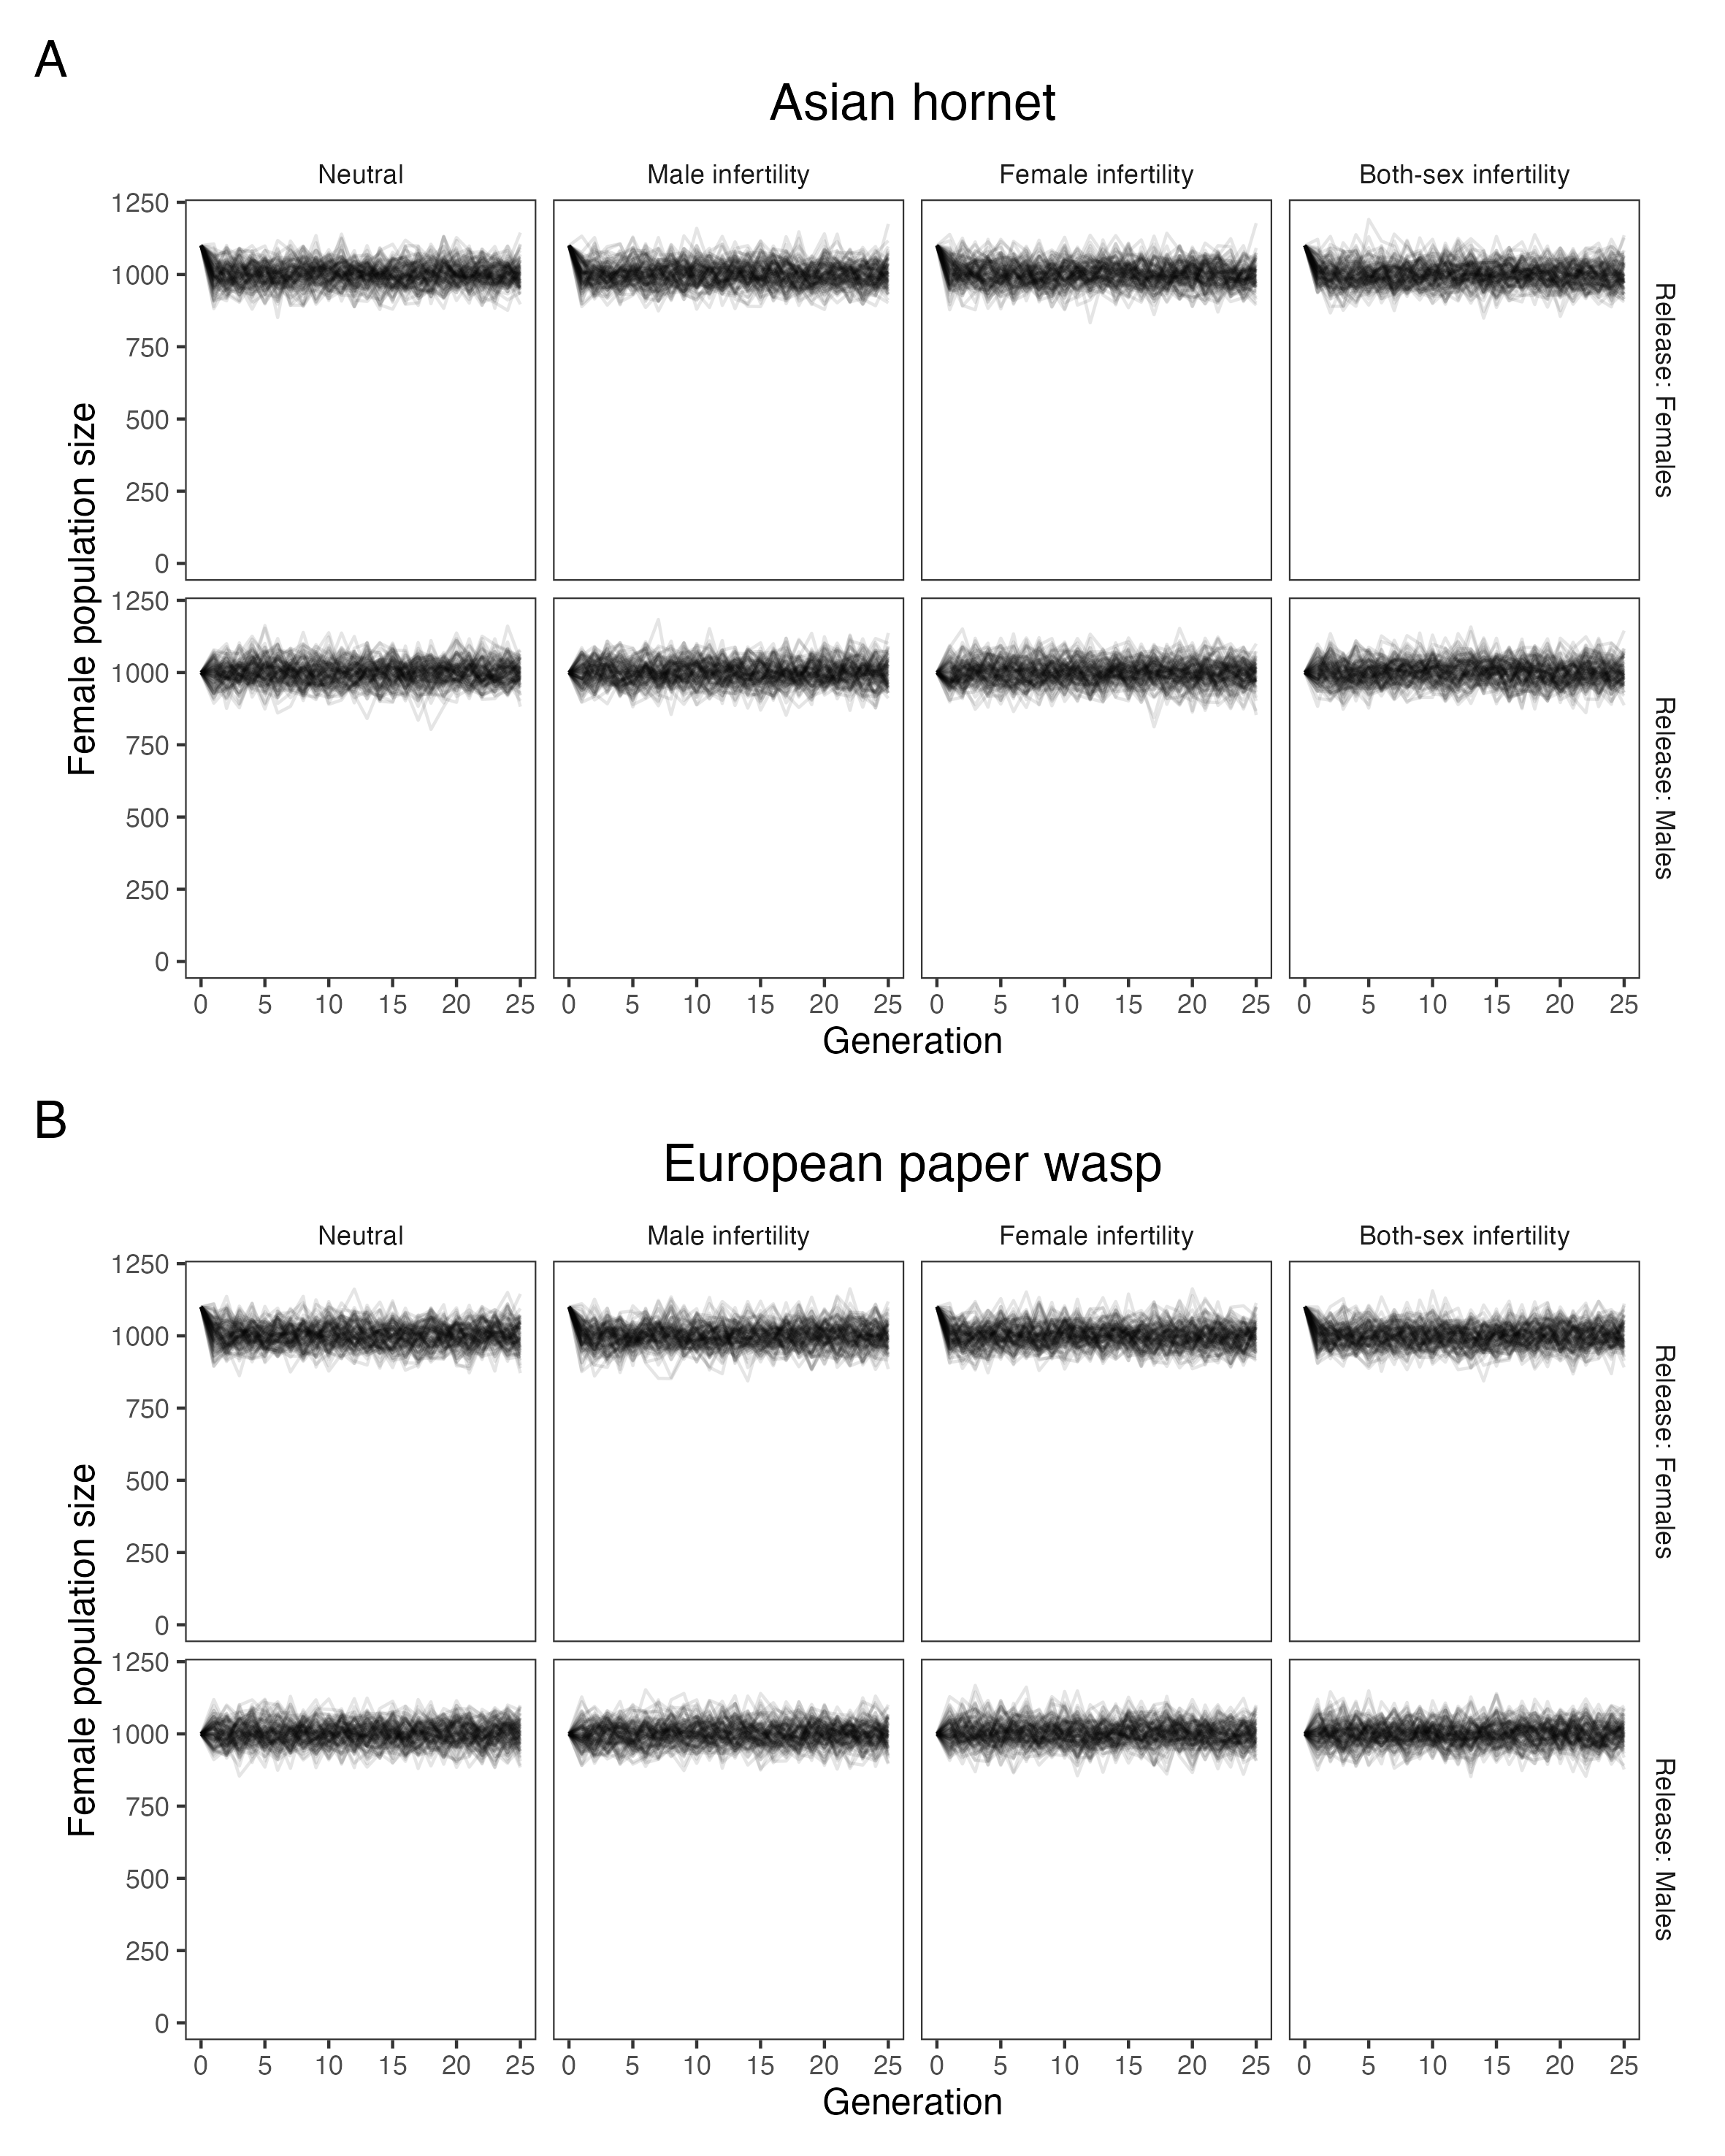 A
Asian hornet
Neutral Male infertility Female infertility Both-sex infertility
1250
1000
750
500
250
0
Release: Females
Female population size
1250
1000
750
500
250
0
Release: Males
0 5 10 15 20 25 0 5 10 15 20 25 0 5 10 15 20 25 0 5 10 15 20 25
Generation
B
European paper wasp
Neutral Male infertility Female infertility Both-sex infertility
1250
1000
750
500
250
0
Release: Females
Female population size
1250
1000
750
500
250
0
Release: Males
0 5 10 15 20 25 0 5 10 15 20 25 0 5 10 15 20 25 0 5 10 15 20 25
Generation